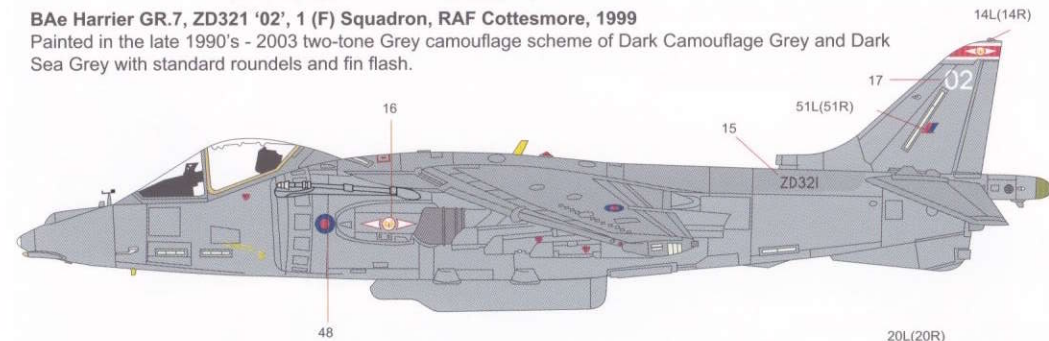 BAe Harrier GR.7, ZD321 ‘02’, 1 (F) Squadron, RAF Cottesmore, 1999
Painted in the late 1990's - 2003 two-tone Grey camouflage scheme of Dark Camouflage Grey and Dark
Sea Grey with standard roundels and fin flash.
14L(14R)
17
02
51L(51R)
16
15
ZD321
48
20L(20R)